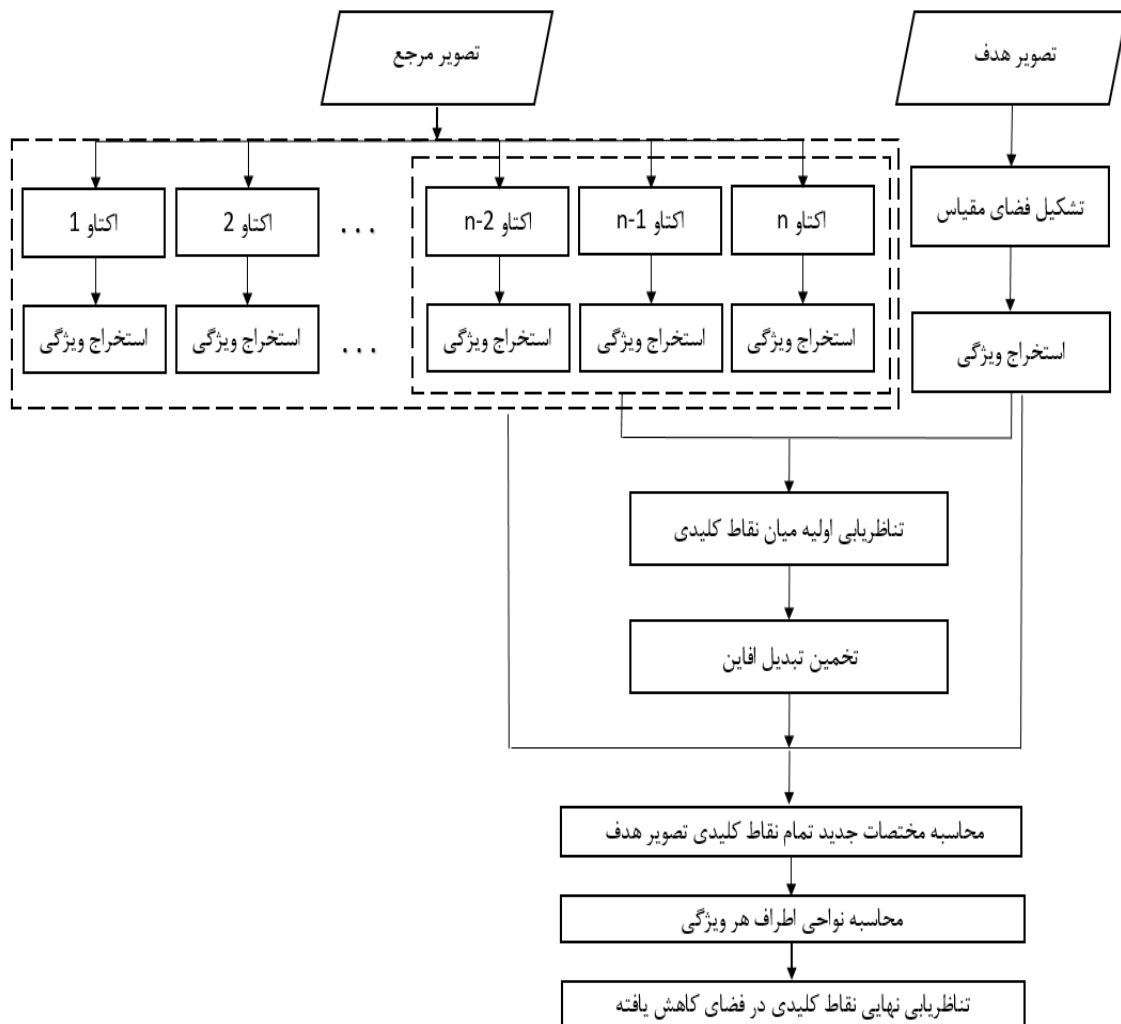 تصویر مرجع
تصویر هدف
اکتاو 1
اکتاو 2
. . .
اکتاو n-2
اکتاو n-1
اکتاو n
تشکیل فضای مقیاس
استخراج ویژگی
استخراج ویژگی
. . .
استخراج ویژگی
استخراج ویژگی
استخراج ویژگی
استخراج ویژگی
تناظریابی اولیه میان نقاط کلیدی
تخمین تبدیل افاین
محاسبه مختصات جدید تمام نقاط کلیدی تصویر هدف
محاسبه نواحی اطراف هر ویژگی
تناظریابی نهایی نقاط کلیدی در فضای کاهش یافته